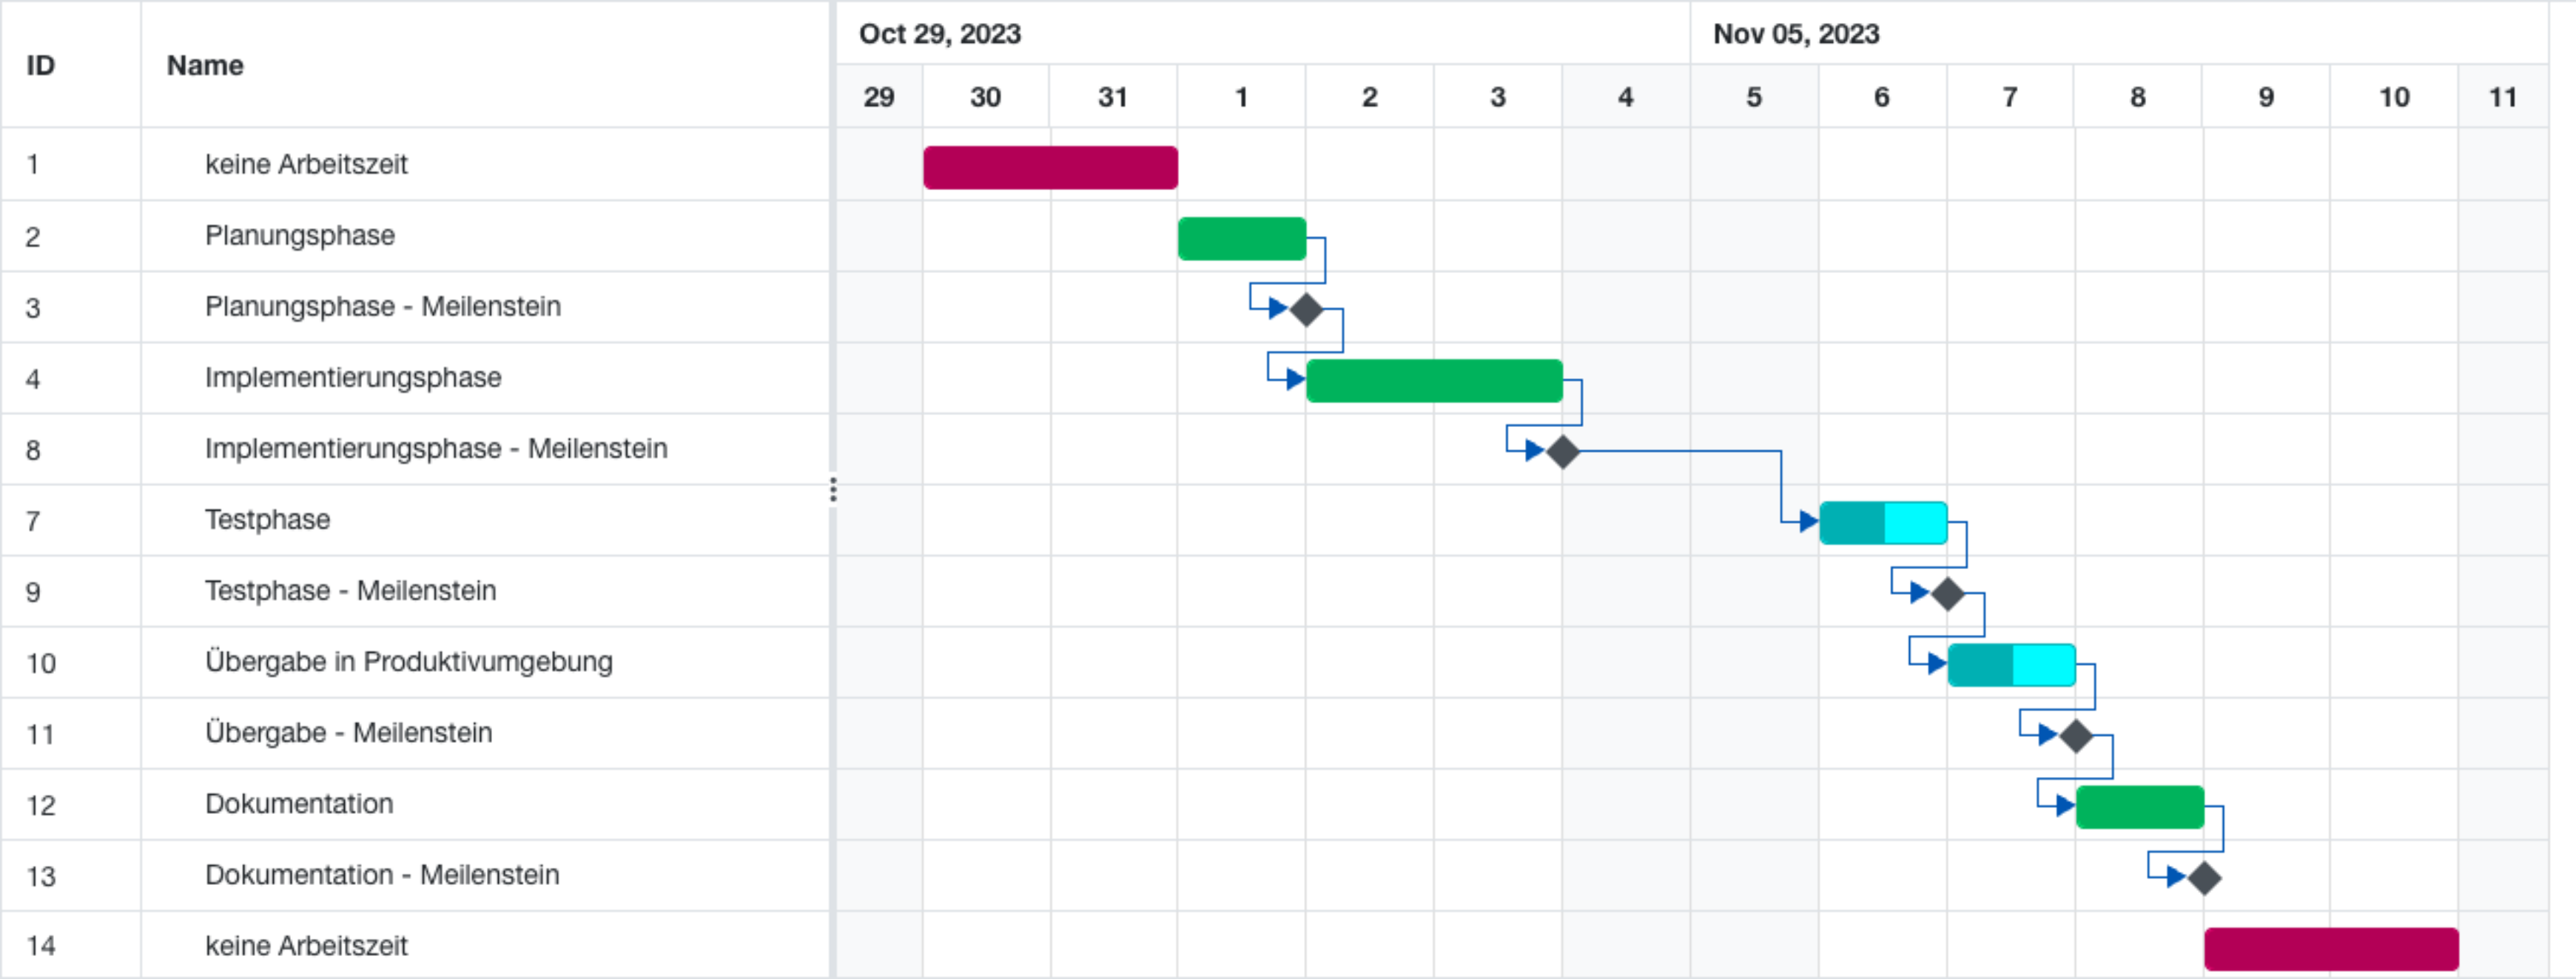 ID Name Oct 29, 2023 Nov 05, 2023
29 30 31 1 2 3 4 5 6 7 8 9 10 11
1 keine Arbeitszeit
2 Planungsphase
3 Planungsphase - Meilenstein
4 Implementierungsphase
8 Implementierungsphase - Meilenstein
7 Testphase
9 Testphase - Meilenstein
10 Übergabe in Produktivumgebung
11 Übergabe - Meilenstein
12 Dokumentation
13 Dokumentation - Meilenstein
14 keine Arbeitszeit